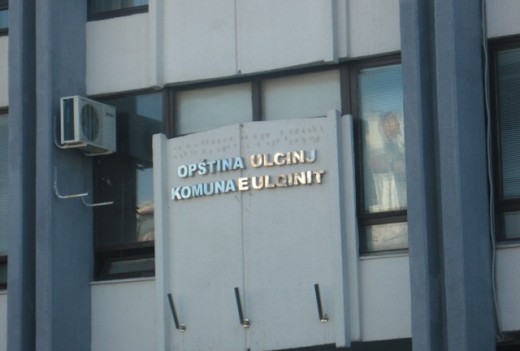 OPŠTINA ULCINJ
KOMUNA E ULQINIT